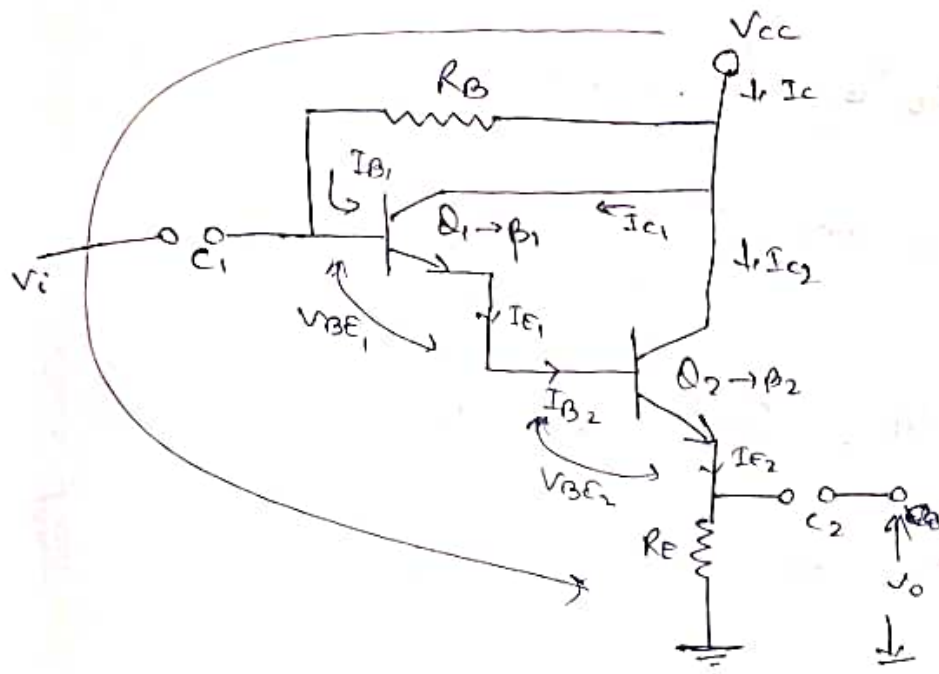 Vcc
RB
Ic
IB1
Q1→β1
Ic1
Vi
C1
Ic2
VBE1
IE1
Q2→β2
IB2
VBE2
IE2
C2
RE
Vo